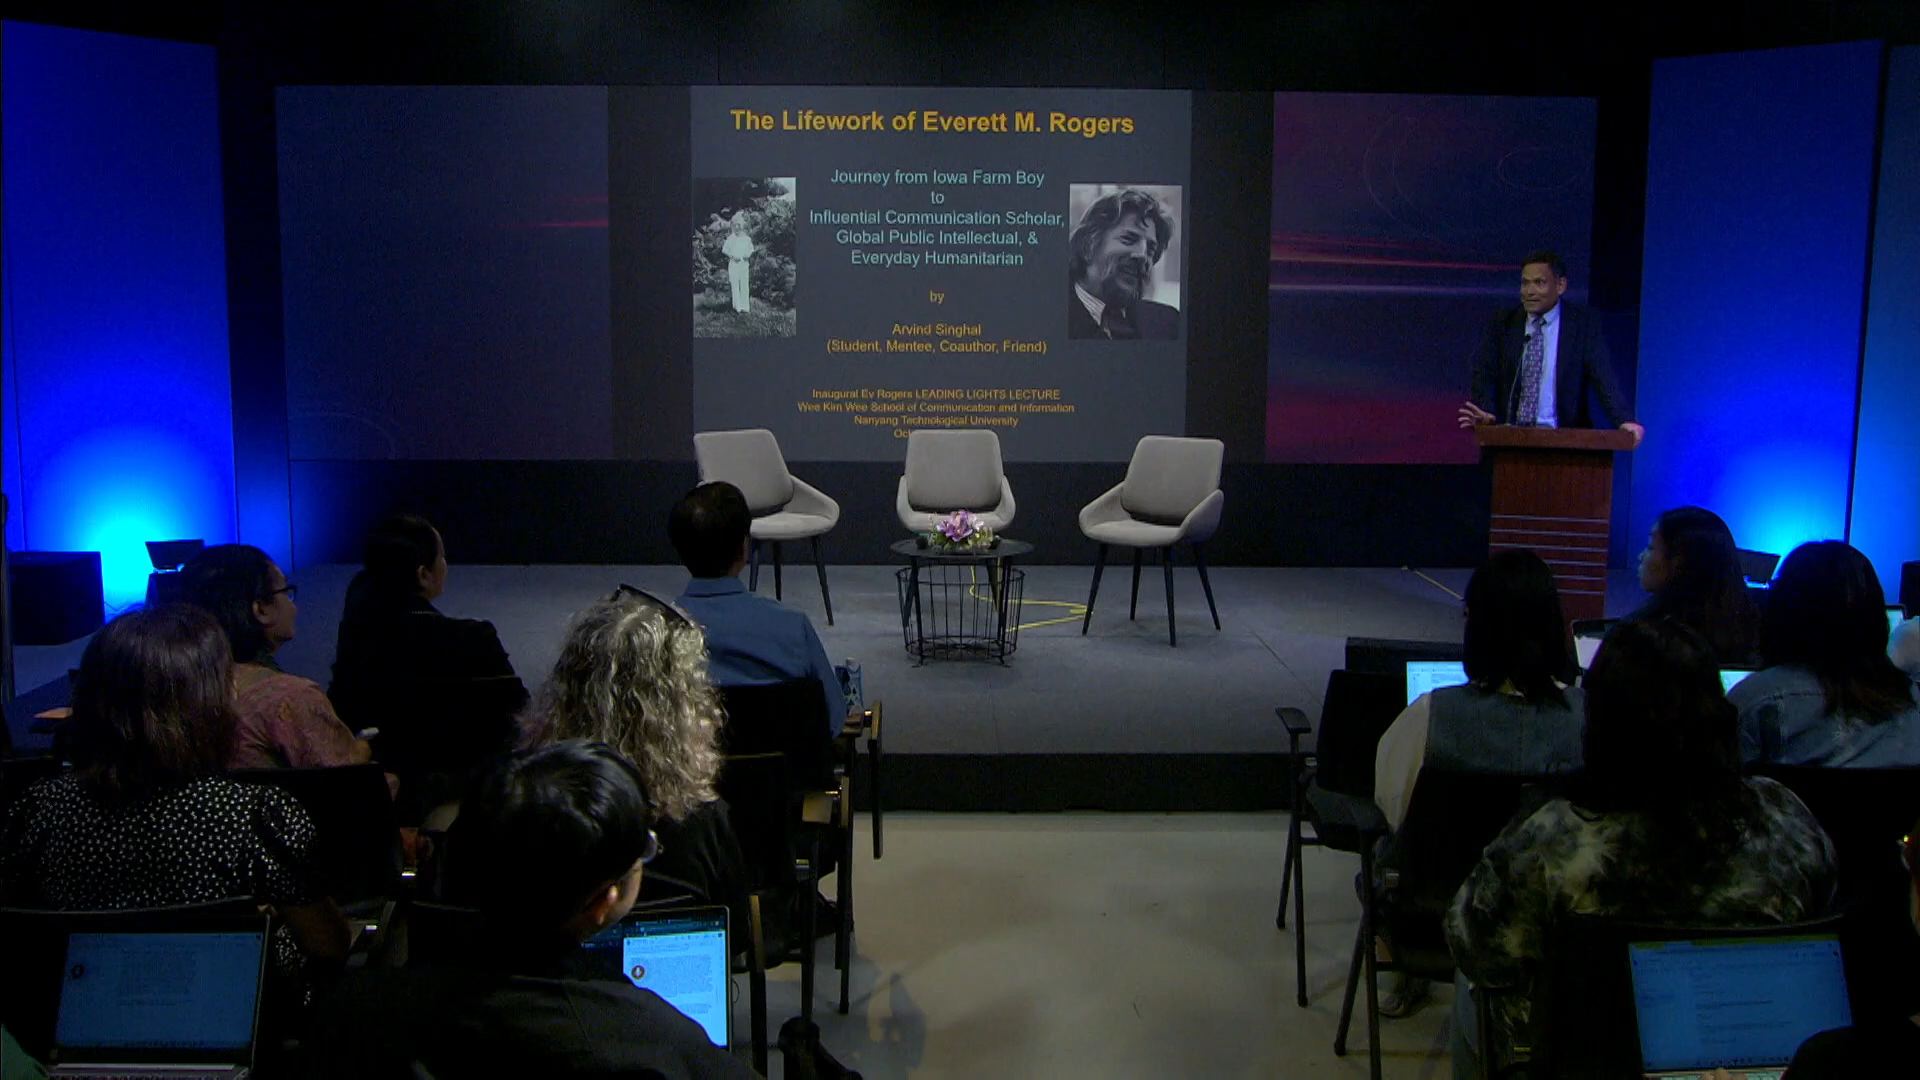 The Lifework of Everett M. Rogers
Journey from Iowa Farm Boy
to
Influential Communication Scholar,
Global Public Intellectual, &
Everyday Humanitarian
by
Arvind Singhal
(Student, Mentee, Coauthor, Friend)
Inaugural Ev Rogers LEADING LIGHTS LECTURE
Wee Kim Wee School of Communication and Information
Nanyang Technological University